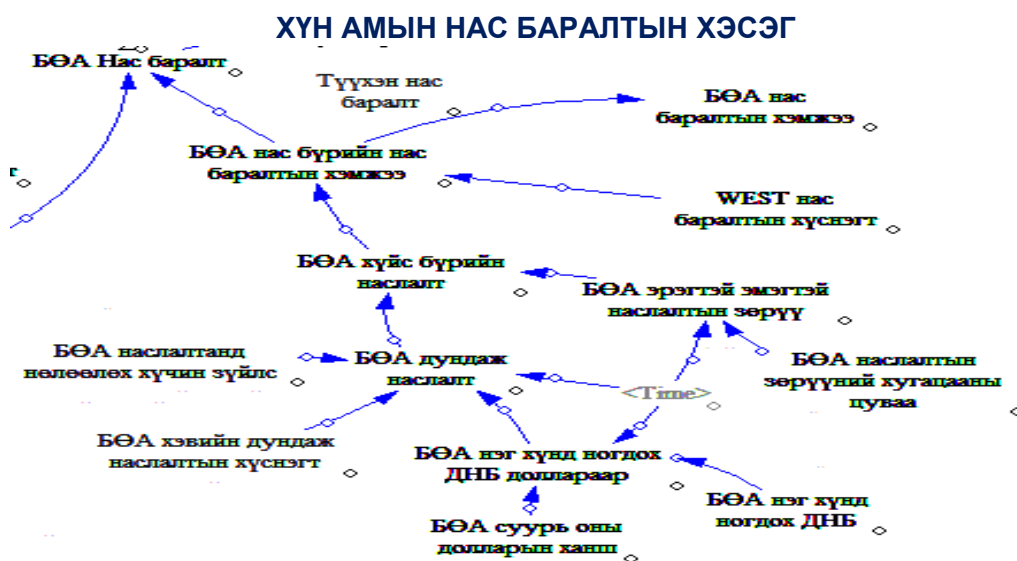 ХҮН АМЫН НАС БАРАЛТЫН ХЭСЭГ
БӨА Нас баралт
Түүхэн нас
баралт
БӨА нас
баралтын хэмжээ
БӨА нас бүрийн нас
баралтын хэмжээ
WEST нас
баралтын хүснэгт
БӨА хүйс бүрийн
наслалт
БӨА эрэгтэй эмэгтэй
наслалтын зөрүү
БӨА наслалтанд
нөлөөлөх хүчин зүйлс
БӨА дундаж
наслалт
<Time>
БӨА наслалтын
зөрүүний хугацааны
цуваа
БӨА хэвийн дундаж
наслалтын хүснэгт
БӨА нэг хүнд ногдох
ДНБ доллараар
БӨА нэг хүнд
ногдох ДНБ
БӨА суурь оны
долларын ханш